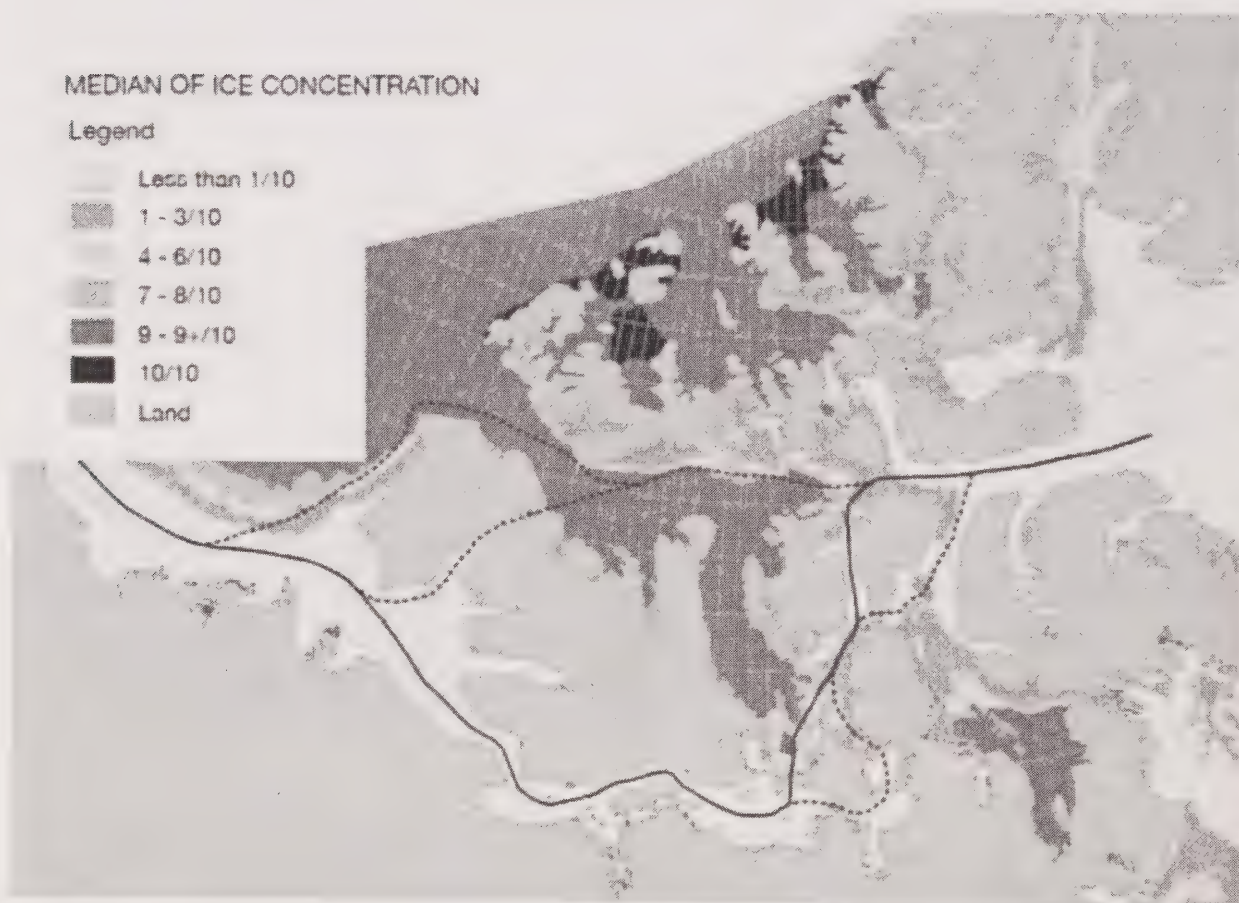 MEDIAN OF ICE CONCENTRATION
Legend
Less than 1/10
1 - 3/10
4 - 6/10
7 - 8/10
9 - 9+/10
10/10
Land